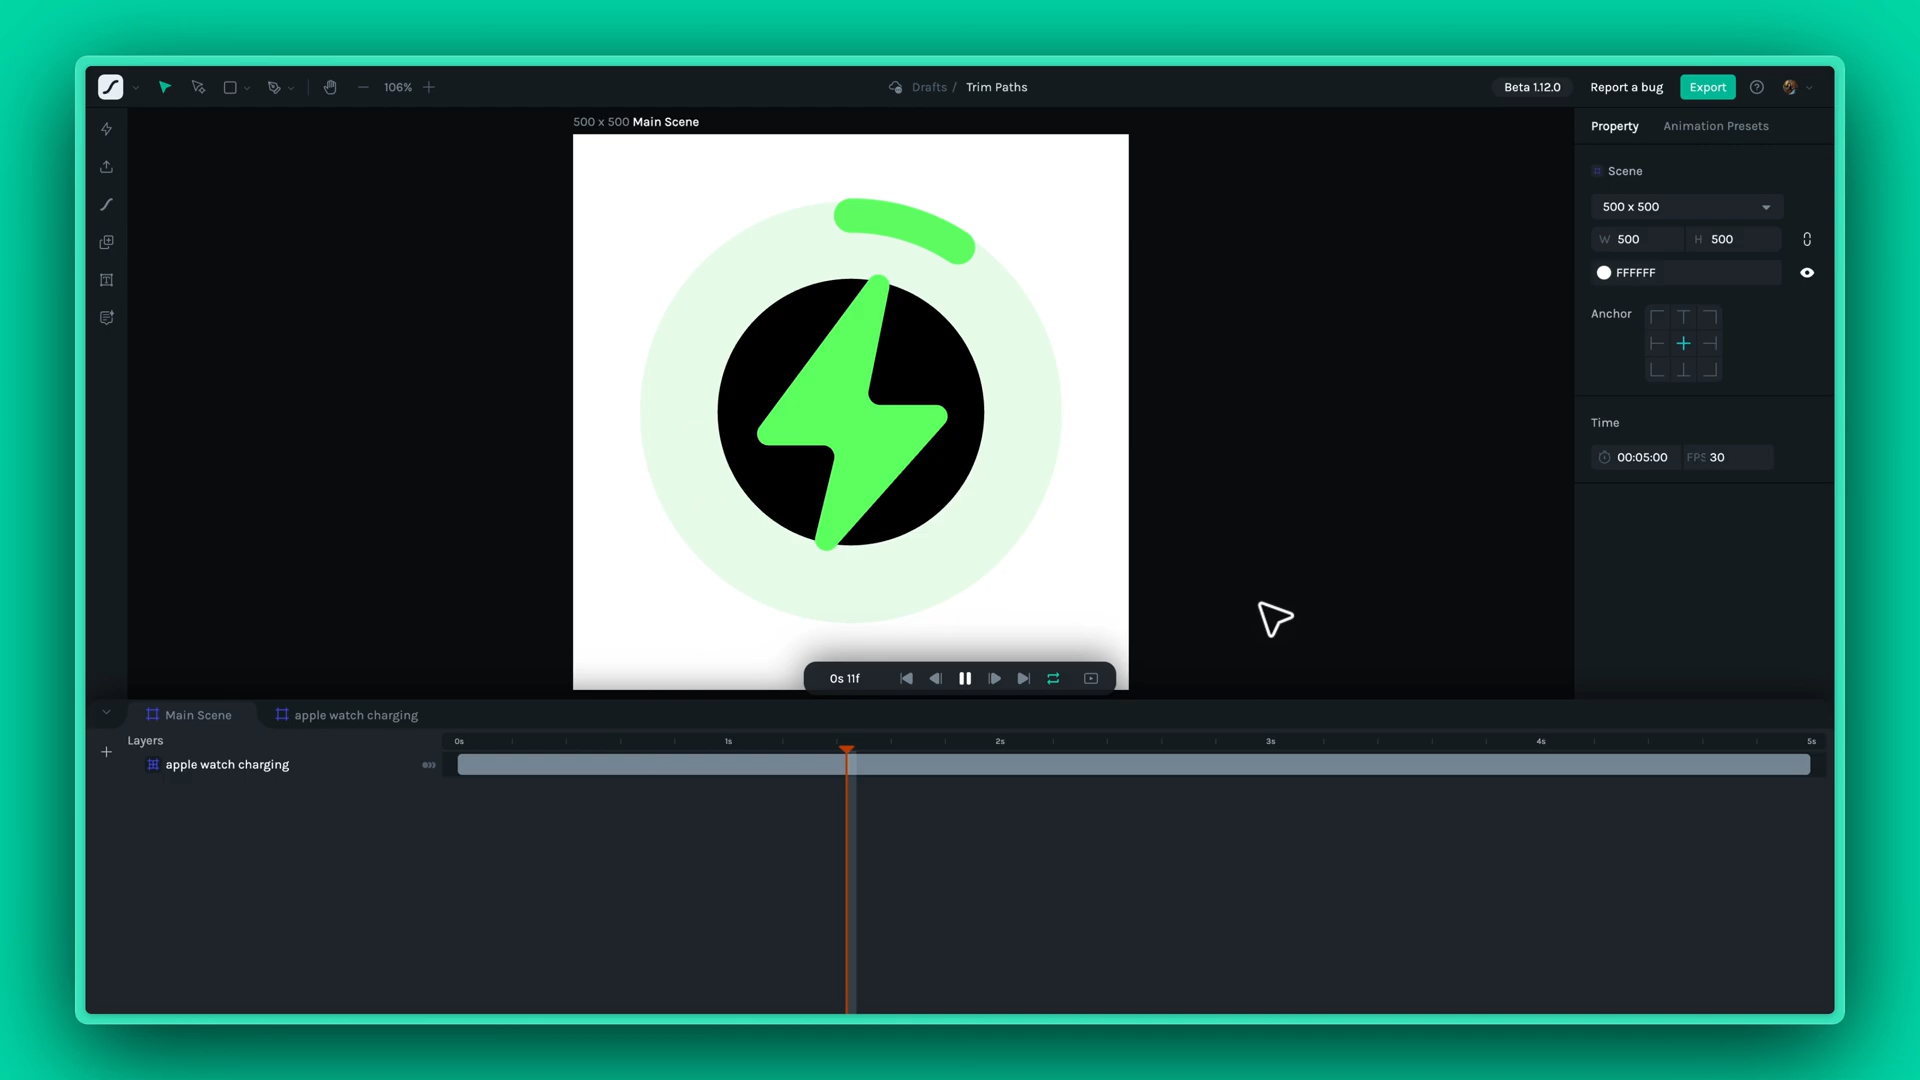 106%
Drafts / Trim Paths
Beta 1.12.0
Report a bug
Export
500 x 500 Main Scene
Property
Animation Presets
Scene
500 x 500
W 500
H 500
FFFFFF
Anchor
Time
00:05:00
FPS 30
0s 11f
Main Scene
apple watch charging
Layers
0s
1s
2s
3s
4s
5s
apple watch charging